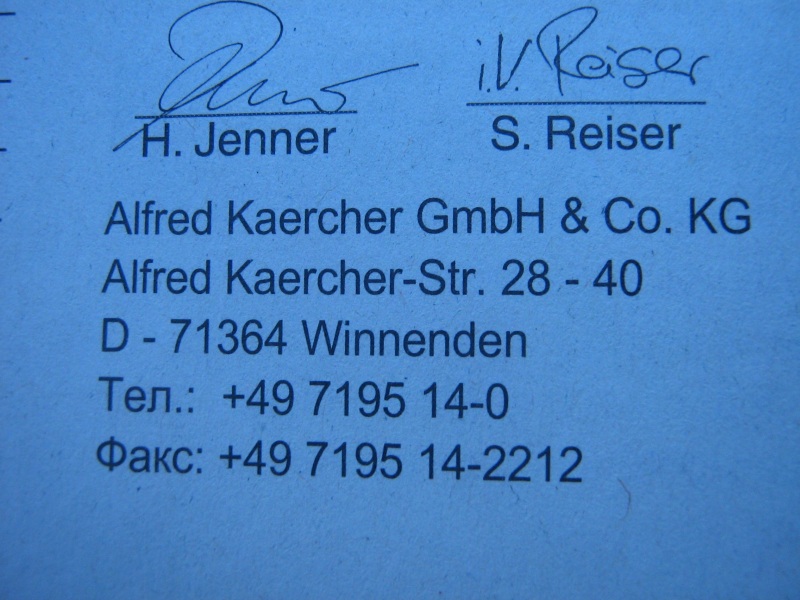 i.V. Reiser
H. Jenner S. Reiser
Alfred Kaercher GmbH & Co. KG
Alfred Kaercher-Str. 28 - 40
D - 71364 Winnenden
Тел.: +49 7195 14-0
Факс: +49 7195 14-2212